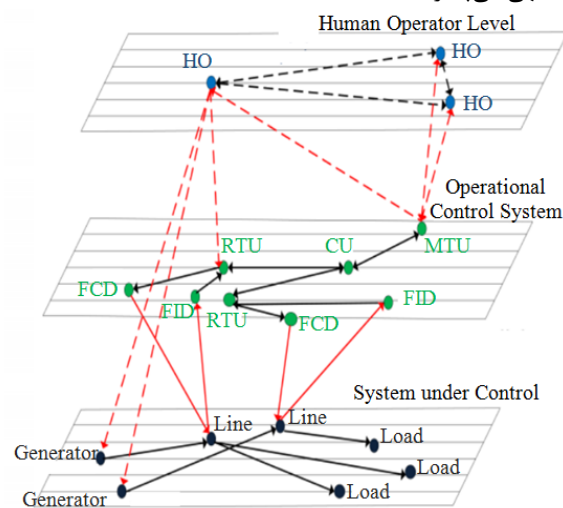 Human Operator Level
HO
HO
HO
Operational
Control System
RTU
CU
MTU
FCD
FID
RTU
FCD
FID
System under Control
Line
Line
Load
Generator
Load
Generator
Load